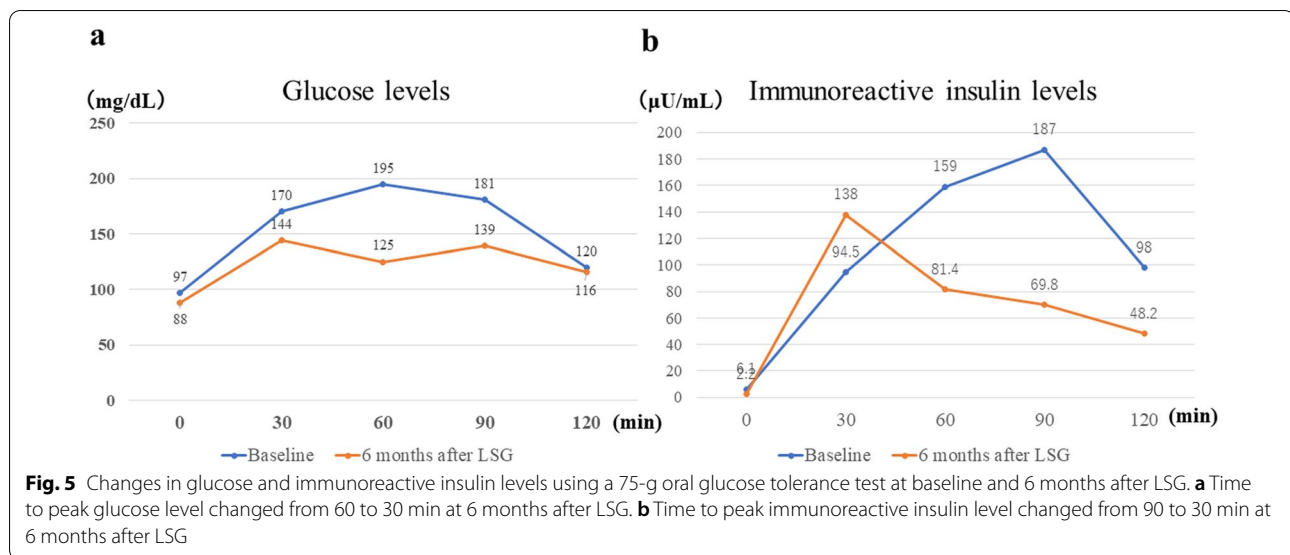 a
Glucose levels
(mg/dL)
250
200
150
100
50
0
97
170
195
181
120
88
144
125
139
116
0 30 60 90 120 (min)
Baseline 6 months after LSG
b
Immunoreactive insulin levels
(μU/mL)
200
180
160
140
120
100
80
60
40
20
0
6.1
94.5
159
187
98
2.2
138
81.4
69.8
48.2
0 30 60 90 120 (min)
Baseline 6 months after LSG
Fig. 5 Changes in glucose and immunoreactive insulin levels using a 75-g oral glucose tolerance test at baseline and 6 months after LSG. a Time
to peak glucose level changed from 60 to 30 min at 6 months after LSG. b Time to peak immunoreactive insulin level changed from 90 to 30 min at
6 months after LSG